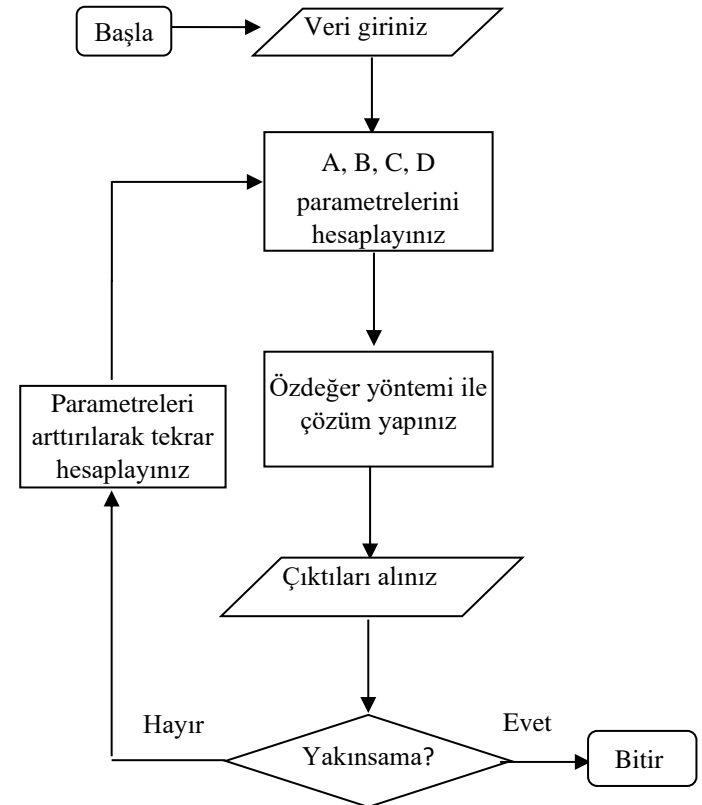 Başla
Veri giriniz
A, B, C, D
parametrelerini
hesaplayınız
Özdeğer yöntemi ile
çözüm yapınız
Parametreleri
arttırılarak tekrar
hesaplayınız
Çıktıları alınız
Hayır
Evet
Yakınsama?
Bitir